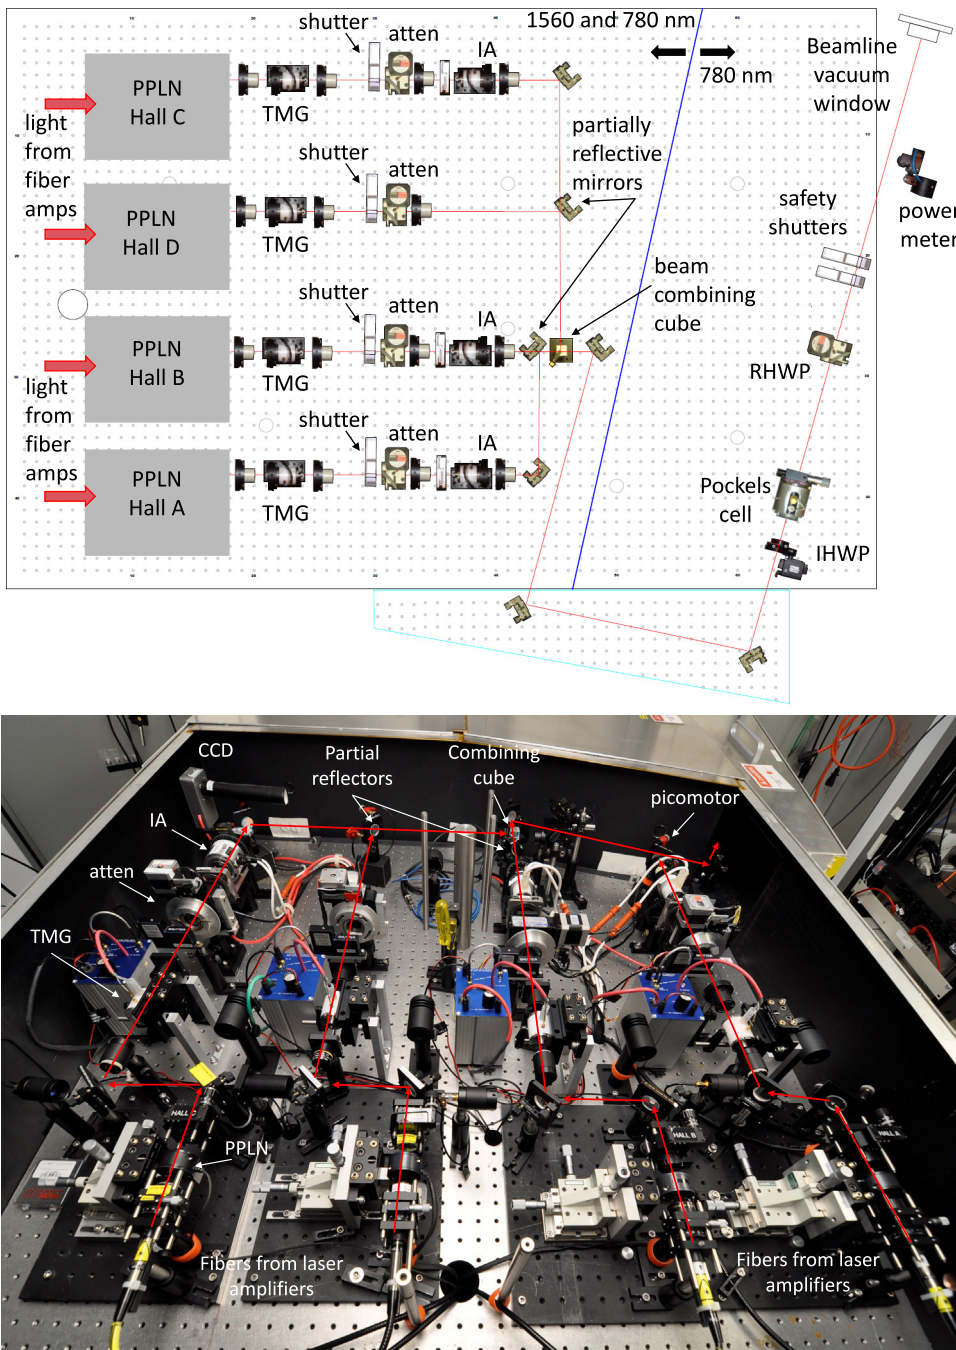 shutter
atten
IA
1560 and 780 nm
780 nm
Beamline
vacuum
window
PPLN
Hall C
light
from
fiber
amps
TMG
partially
reflective
mirrors
shutter
atten
PPLN
Hall D
TMG
safety
shutters
power
meter
beam
combining
cube
shutter
atten
IA
PPLN
Hall B
TMG
RHWP
light
from
fiber
amps
shutter
atten
IA
PPLN
Hall A
TMG
Pockels
cell
IHWP
CCD
Partial
reflectors
Combining
cube
picomotor
IA
atten
TMG
HALL C
HALL B
PPLN
Fibers from laser
amplifiers
Fibers from laser
amplifiers